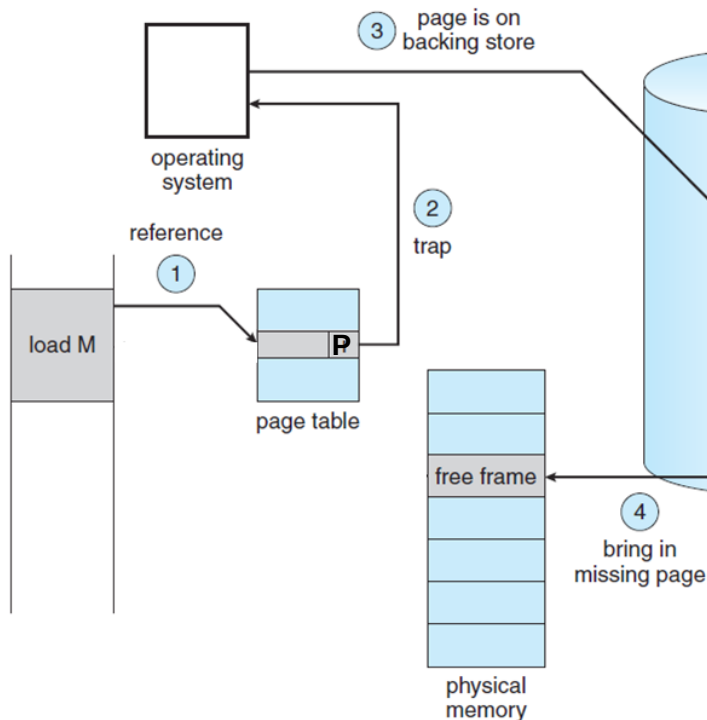 3
page is on
backing store
operating
system
2
trap
reference
1
load M
P
page table
free frame
4
bring in
missing page
physical
memory